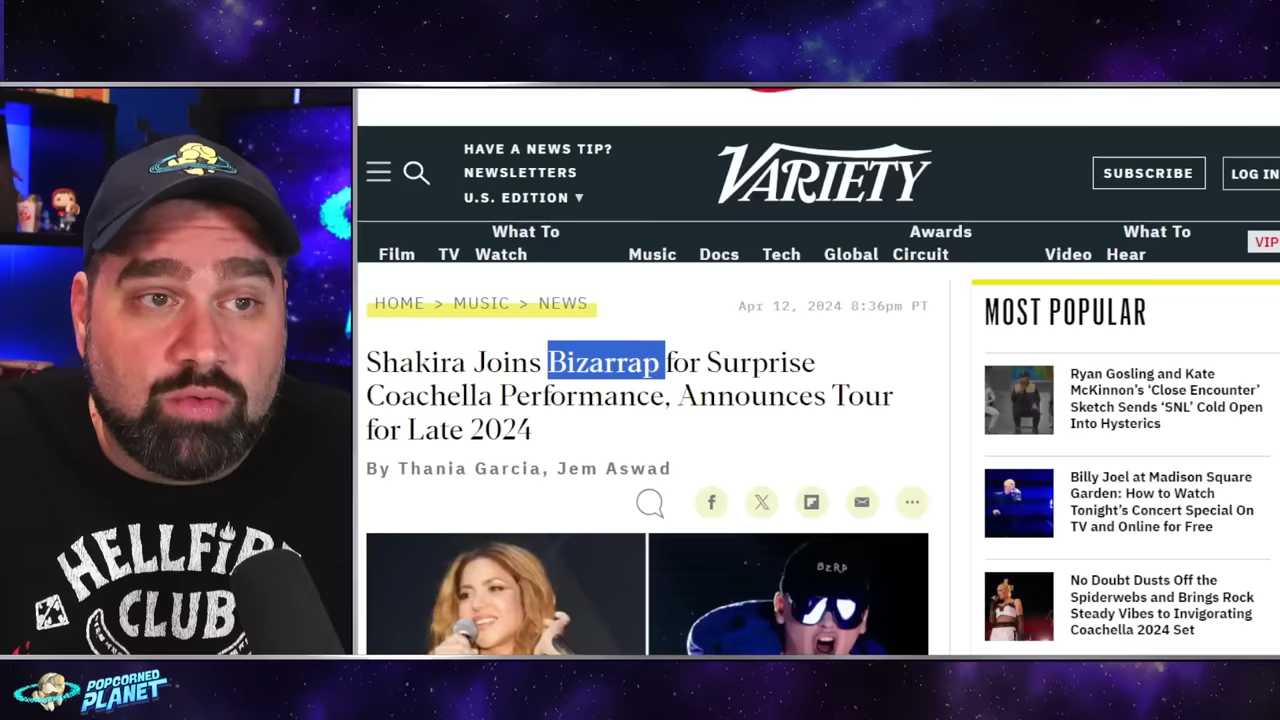 HAVE A NEWS TIP?
NEWSLETTERS
U.S. EDITION ▼
VARIETY
SUBSCRIBE
LOG IN
Film TV What To Watch Music Docs Tech Global Awards Circuit Video What To Hear VIP
HOME > MUSIC > NEWS
Apr 12, 2024 8:36pm PT
Shakira Joins Bizarrap for Surprise
Coachella Performance, Announces Tour
for Late 2024
By Thania Garcia, Jem Aswad
BZRP
MOST POPULAR
Ryan Gosling and Kate
McKinnon's ‘Close Encounter’
Sketch Sends ‘SNL’ Cold Open
Into Hysterics
Billy Joel at Madison Square
Garden: How to Watch
Tonight's Concert Special On
TV and Online for Free
No Doubt Dusts Off the
Spiderwebs and Brings Rock
Steady Vibes to Invigorating
Coachella 2024 Set
HELLFIRE
CLUB
POPCORNED
PLANET